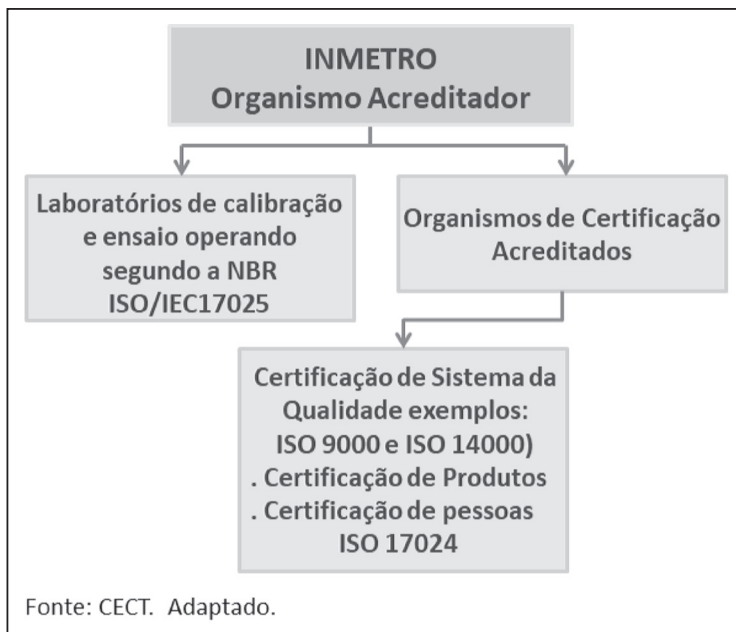 INMETRO
Organismo Acreditador
Laboratórios de calibração
e ensaio operando
segundo a NBR
ISO/IEC17025
Organismos de Certificação
Acreditados
Certificação de Sistema da
Qualidade exemplos:
ISO 9000 e ISO 14000)
. Certificação de Produtos
. Certificação de pessoas
ISO 17024
Fonte: CECT. Adaptado.